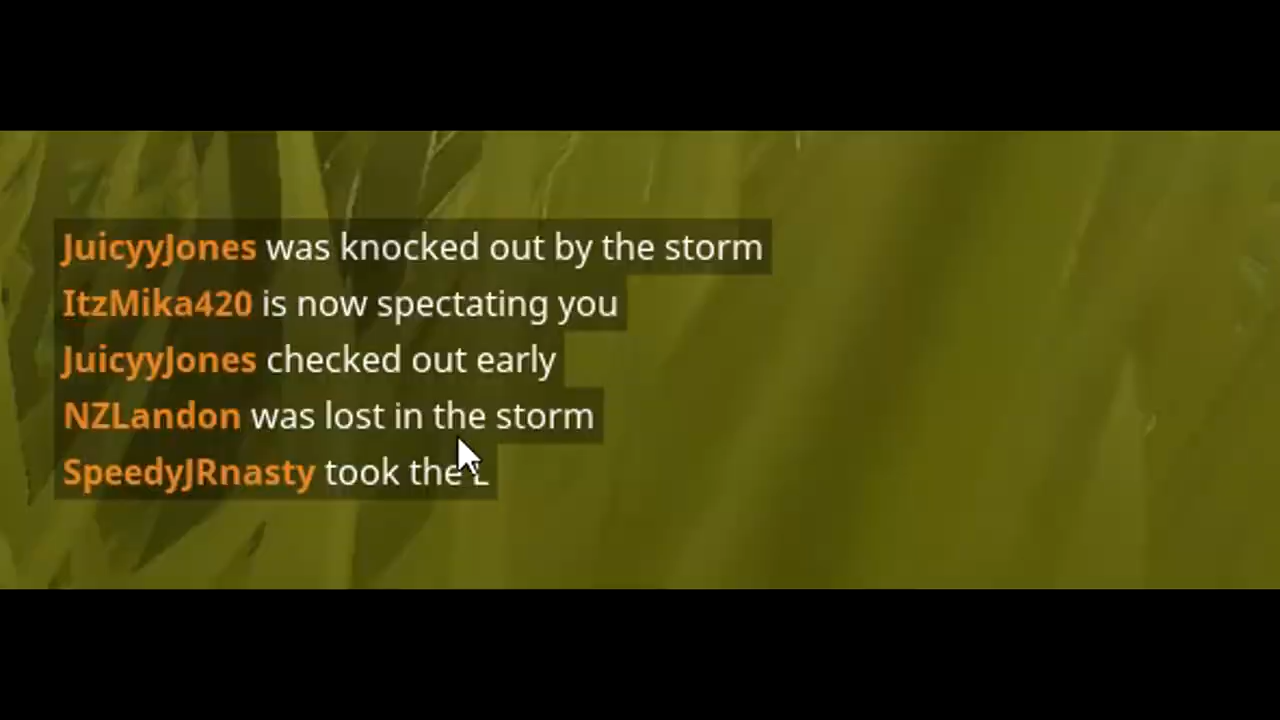 JuicyyJones was knocked out by the storm
ItzMika420 is now spectating you
JuicyyJones checked out early
NZLandon was lost in the storm
SpeedyJRnasty took the L